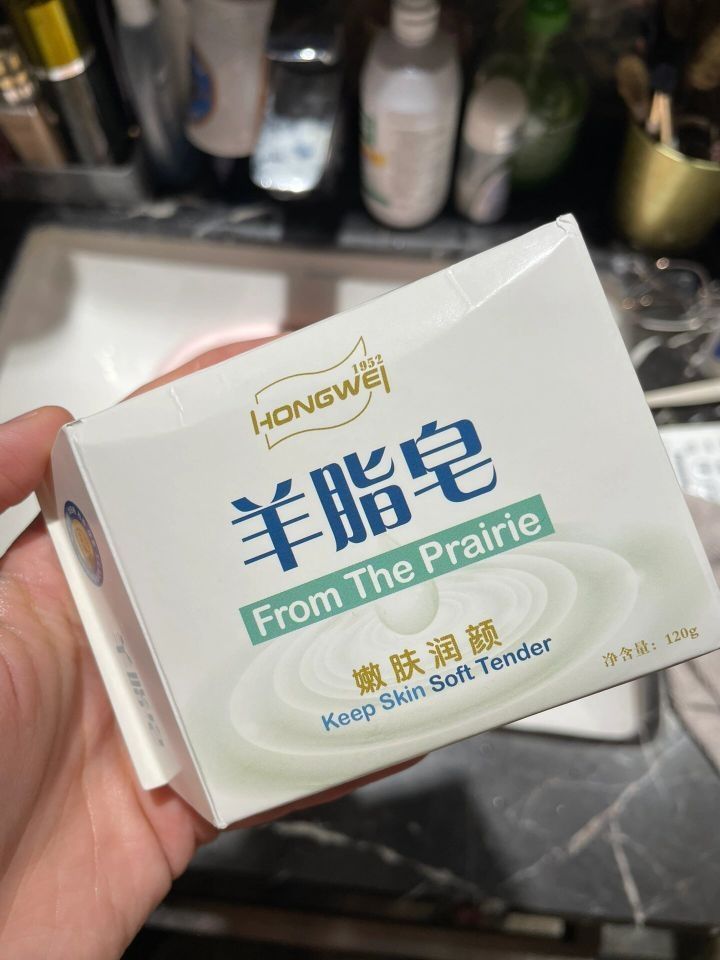 1952
HONGWEI
羊脂皂
From The Prairie
嫩肤润颜
Keep Skin Soft Tender
净含量：120g